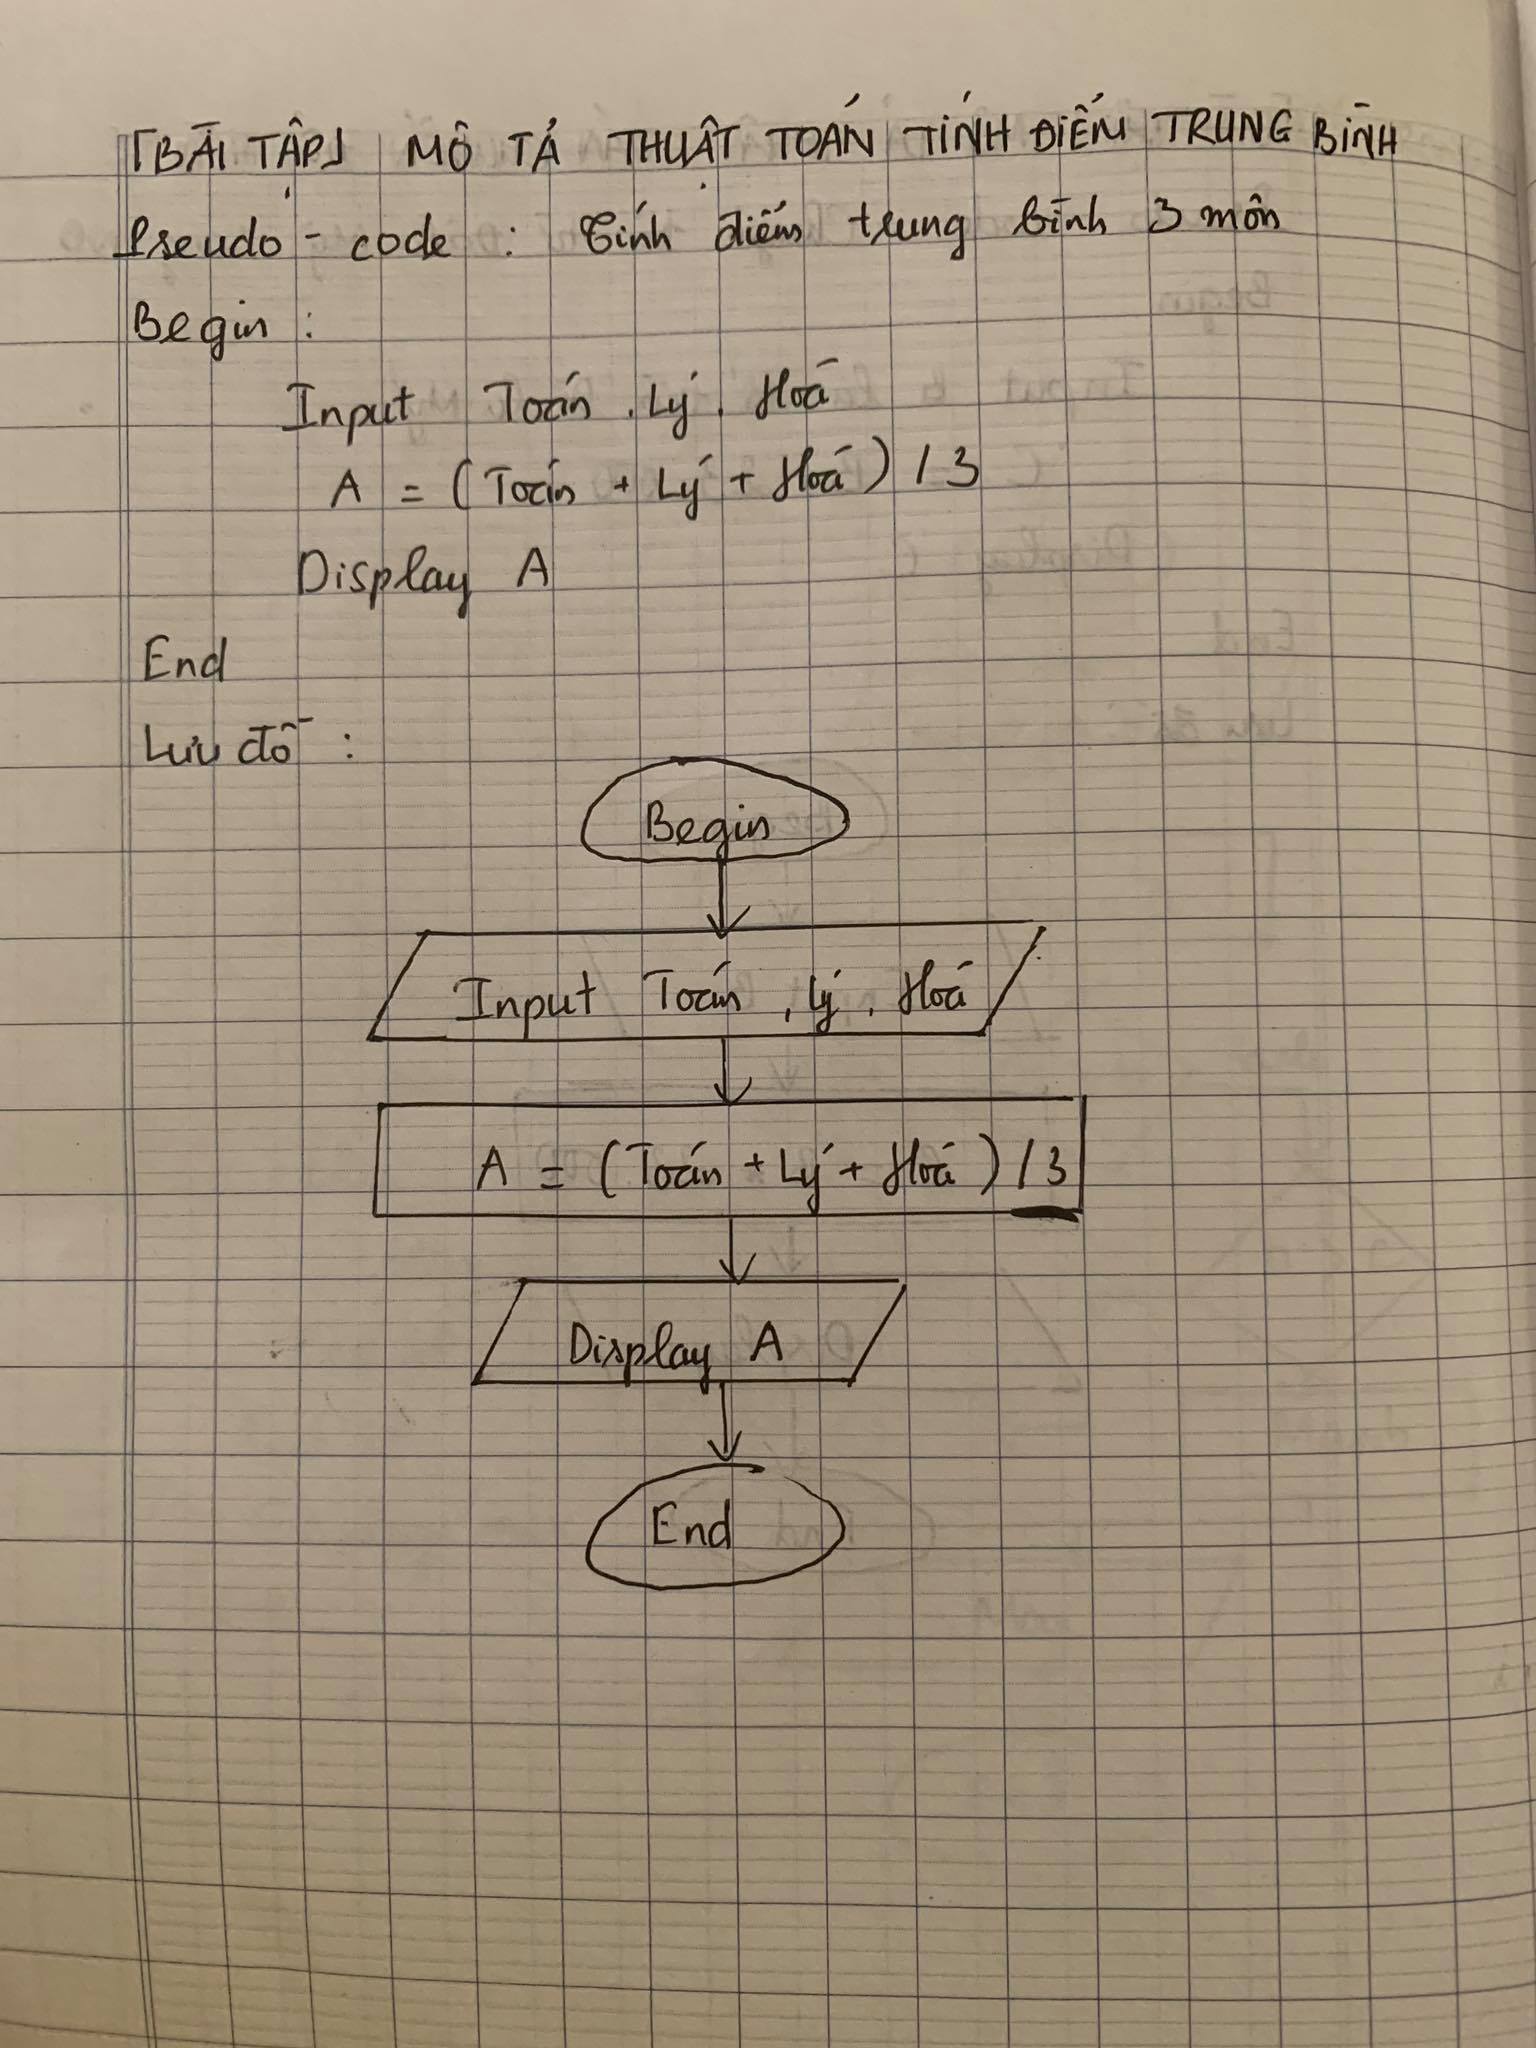 [BÀI TẬP] MÔ TẢ THUẬT TOÁN TÍNH ĐIỂM TRUNG BÌNH
Pseudo - code : Tính điểm trung bình 3 môn
Begin :
Input Toán, Lý, Hoá
A = (Toán + Lý + Hoá) / 3
Display A
End
Lưu đồ :
Begin
Input Toán, Lý, Hoá
A = (Toán + Lý + Hoá) / 3
Display A
End